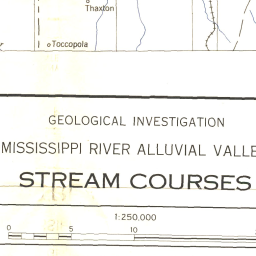 Thaxton
Toccopola
GEOLOGICAL INVESTIGATION
MISSISSIPPI RIVER ALLUVIAL VALLE
STREAM COURSES
1:250,000
0 5 10